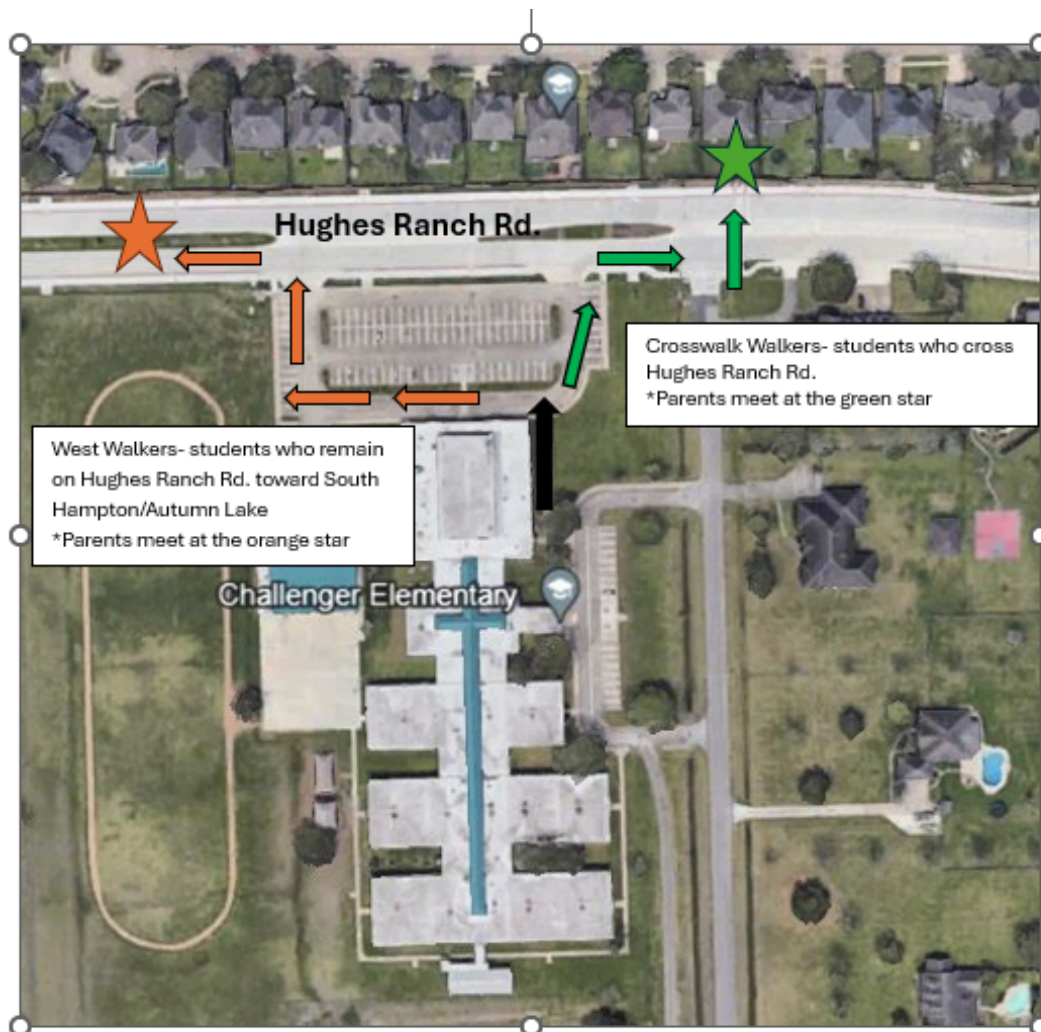 Hughes Ranch Rd.
Crosswalk Walkers- students who cross
Hughes Ranch Rd.
*Parents meet at the green star
West Walkers- students who remain
on Hughes Ranch Rd. toward South
Hampton/Autumn Lake
*Parents meet at the orange star
Challenger Elementary